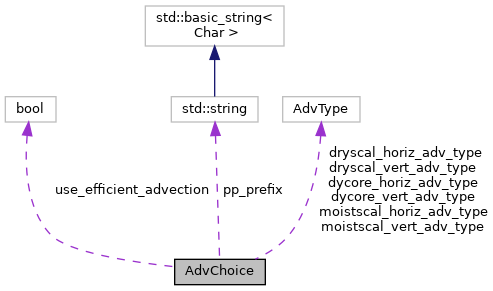 std::basic_string<
Char >
bool
std::string
AdvType
dryscal_horiz_adv_type
dryscal_vert_adv_type
dycore_horiz_adv_type
dycore_vert_adv_type
moistscal_horiz_adv_type
moistscal_vert_adv_type
use_efficient_advection
pp_prefix
AdvChoice